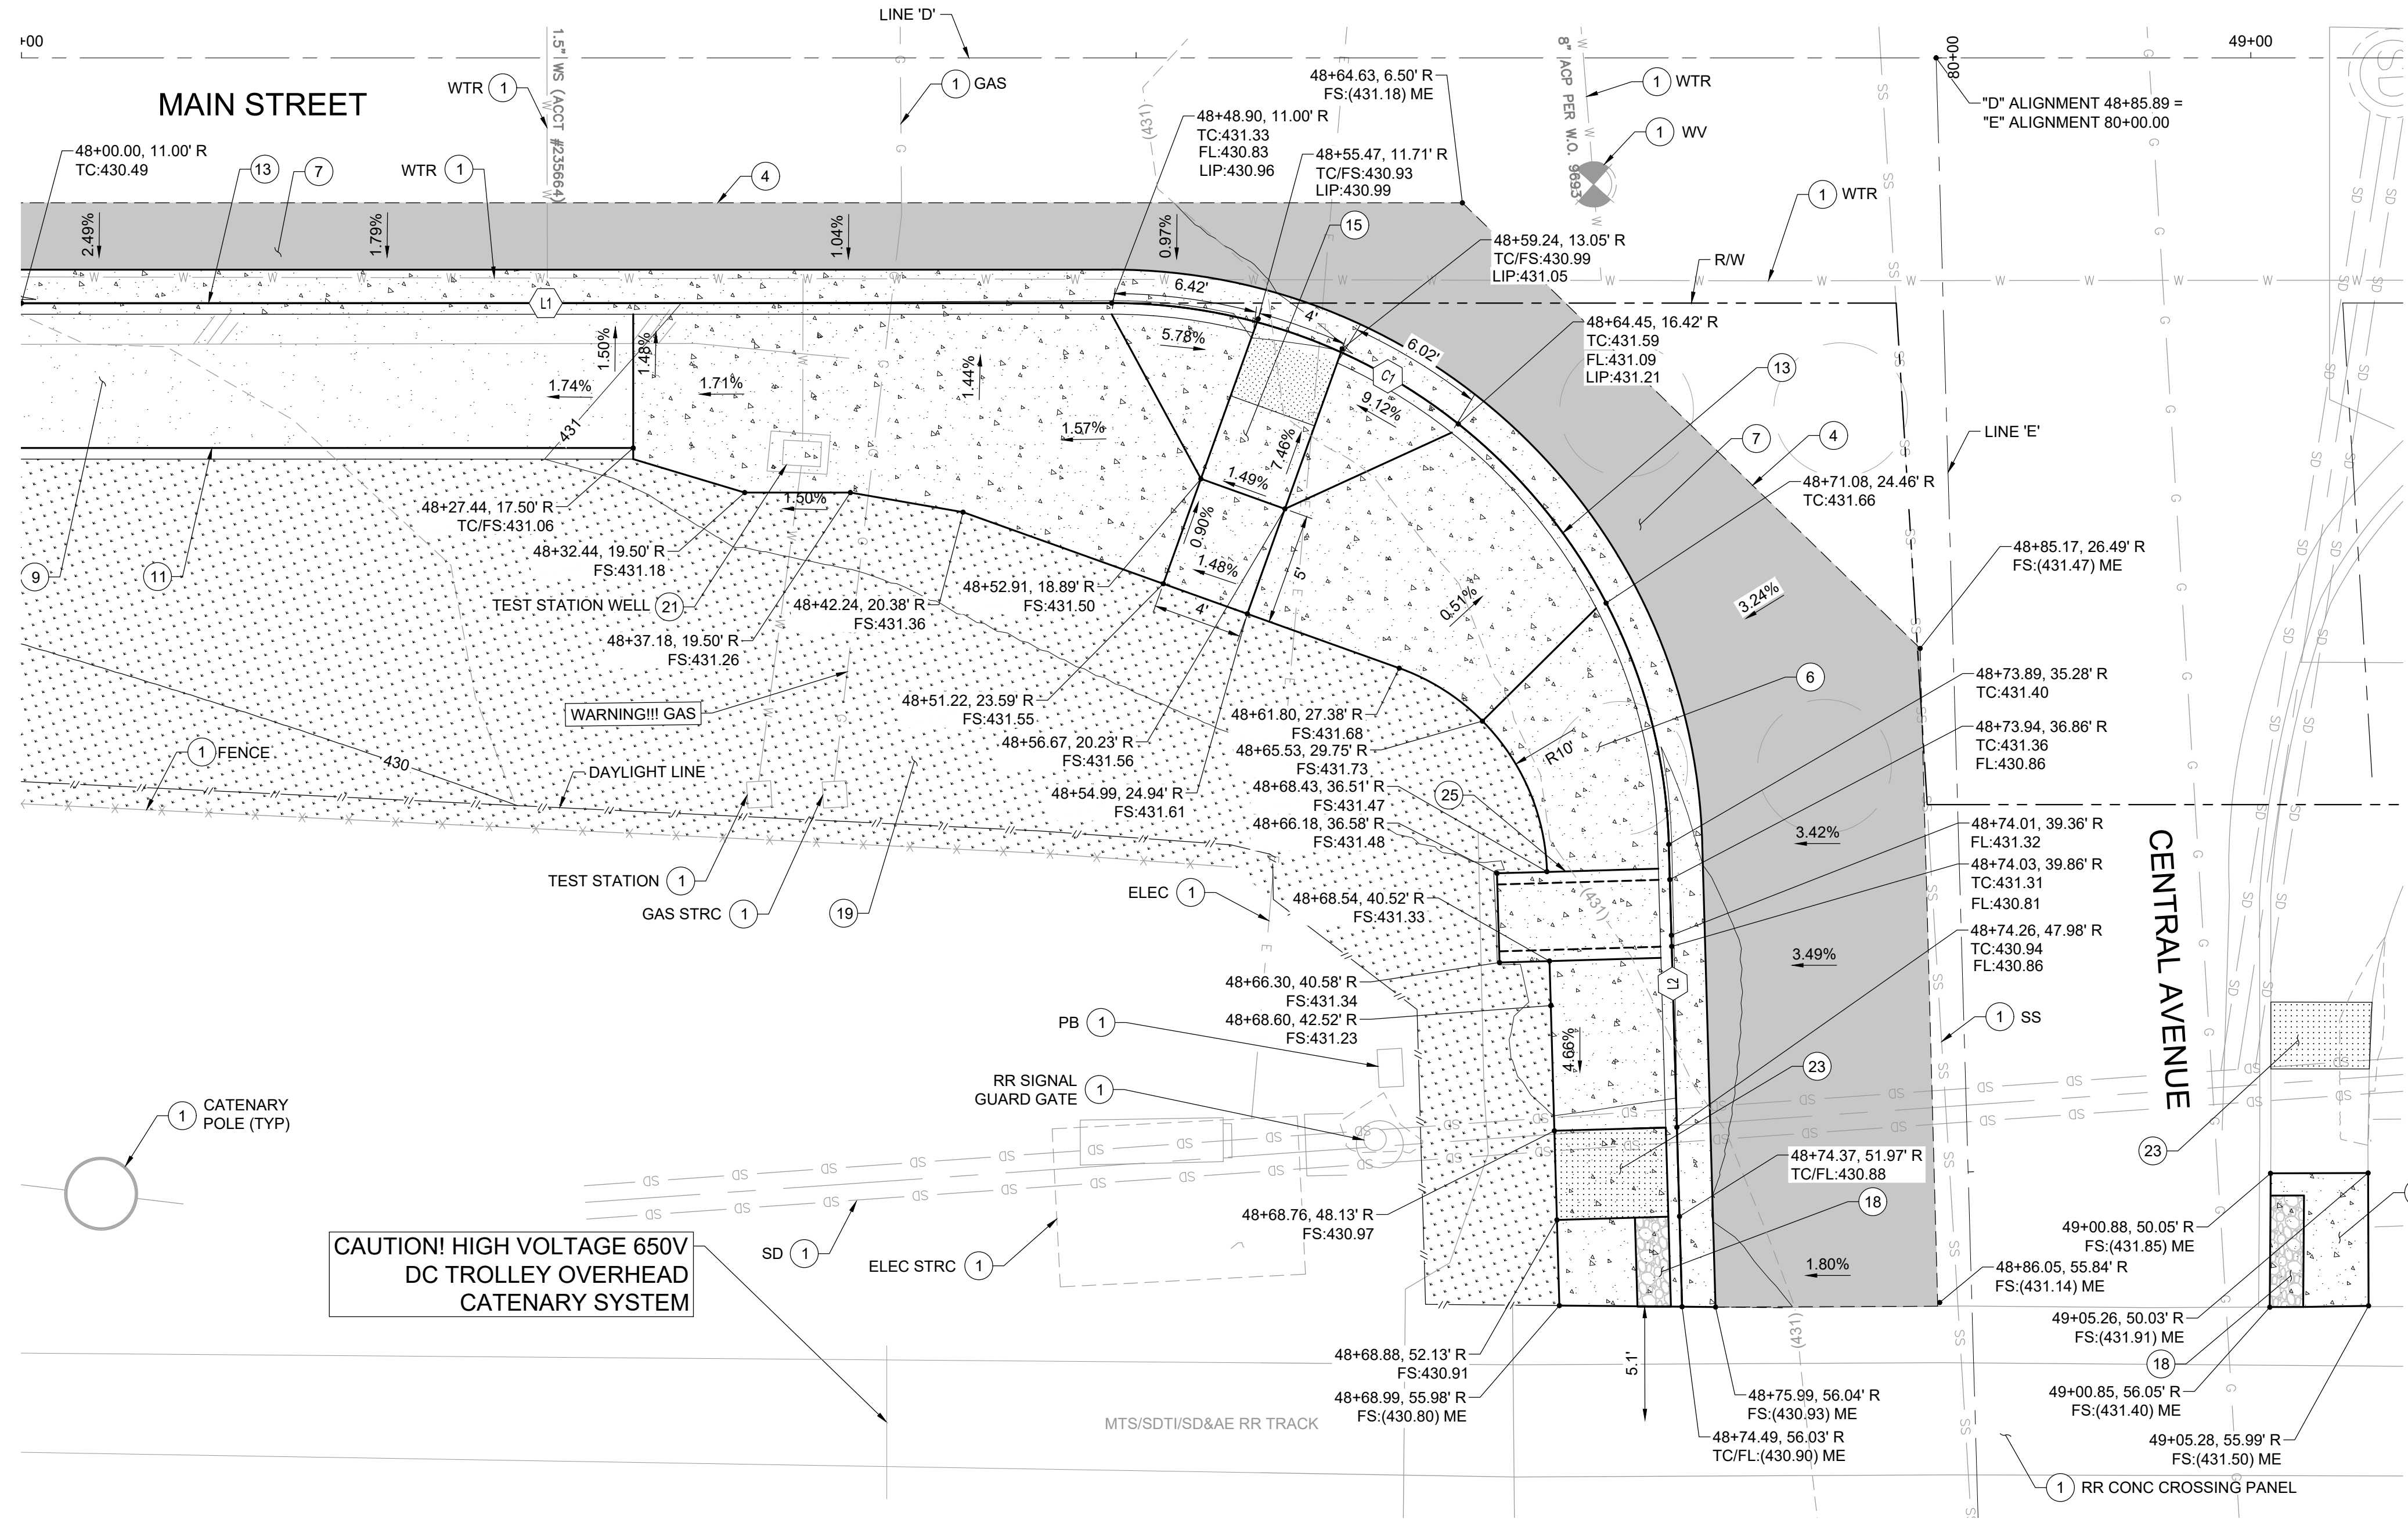 LINE 'D'
+00
49+00
80+00
MAIN STREET
1.5" WS (ACCT #235664)
WTR 1
1 GAS
48+64.63, 6.50' R
FS:(431.18) ME
8" ACP PER W.O. 9693
1 WTR
1 WV
"D" ALIGNMENT 48+85.89 =
"E" ALIGNMENT 80+00.00
48+00.00, 11.00' R
TC:430.49
13
7
WTR 1
4
48+48.90, 11.00' R
TC:431.33
FL:430.83
LIP:430.96
48+55.47, 11.71' R
TC/FS:430.93
LIP:430.99
15
(431)
1 WTR
R/W
48+59.24, 13.05' R
TC/FS:430.99
LIP:431.05
2.49%
1.79%
1.04%
0.97%
L1
6.42'
4'
6.02'
C1
48+64.45, 16.42' R
TC:431.59
FL:431.09
LIP:431.21
13
7
4
LINE 'E'
1.50%
1.48%
1.74%
1.71%
1.44%
1.57%
5.78%
9.12%
7.46%
1.49%
431
48+71.08, 24.46' R
TC:431.66
1.50%
0.90%
1.48%
5'
4'
0.51%
3.24%
48+85.17, 26.49' R
FS:(431.47) ME
48+27.44, 17.50' R
TC/FS:431.06
48+32.44, 19.50' R
FS:431.18
9
11
TEST STATION WELL 21
48+37.18, 19.50' R
FS:431.26
48+42.24, 20.38' R
FS:431.36
48+52.91, 18.89' R
FS:431.50
WARNING!!! GAS
48+51.22, 23.59' R
FS:431.55
48+56.67, 20.23' R
FS:431.56
48+54.99, 24.94' R
FS:431.61
48+61.80, 27.38' R
FS:431.68
48+65.53, 29.75' R
FS:431.73
48+68.43, 36.51' R
FS:431.47
48+66.18, 36.58' R
FS:431.48
R10'
6
25
48+73.89, 35.28' R
TC:431.40
48+73.94, 36.86' R
TC:431.36
FL:430.86
48+74.01, 39.36' R
FL:431.32
48+74.03, 39.86' R
TC:431.31
FL:430.81
48+74.26, 47.98' R
TC:430.94
FL:430.86
3.42%
3.49%
CENTRAL AVENUE
1 FENCE
430
DAYLIGHT LINE
TEST STATION 1
GAS STRC 1
19
ELEC 1
48+68.54, 40.52' R
FS:431.33
(431)
L2
48+66.30, 40.58' R
FS:431.34
48+68.60, 42.52' R
FS:431.23
PB 1
4.66%
1 SS
RR SIGNAL
GUARD GATE 1
23
1 CATENARY
POLE (TYP)
23
48+74.37, 51.97' R
TC/FL:430.88
18
48+68.76, 48.13' R
FS:430.97
SD 1
ELEC STRC 1
CAUTION! HIGH VOLTAGE 650V
DC TROLLEY OVERHEAD
CATENARY SYSTEM
1.80%
49+00.88, 50.05' R
FS:(431.85) ME
48+86.05, 55.84' R
FS:(431.14) ME
49+05.26, 50.03' R
FS:(431.91) ME
18
49+00.85, 56.05' R
FS:(431.40) ME
49+05.28, 55.99' R
FS:(431.50) ME
48+68.88, 52.13' R
FS:430.91
48+68.99, 55.98' R
FS:(430.80) ME
5.1'
(431)
48+75.99, 56.04' R
FS:(430.93) ME
48+74.49, 56.03' R
TC/FL:(430.90) ME
MTS/SDTI/SD&AE RR TRACK
1 RR CONC CROSSING PANEL